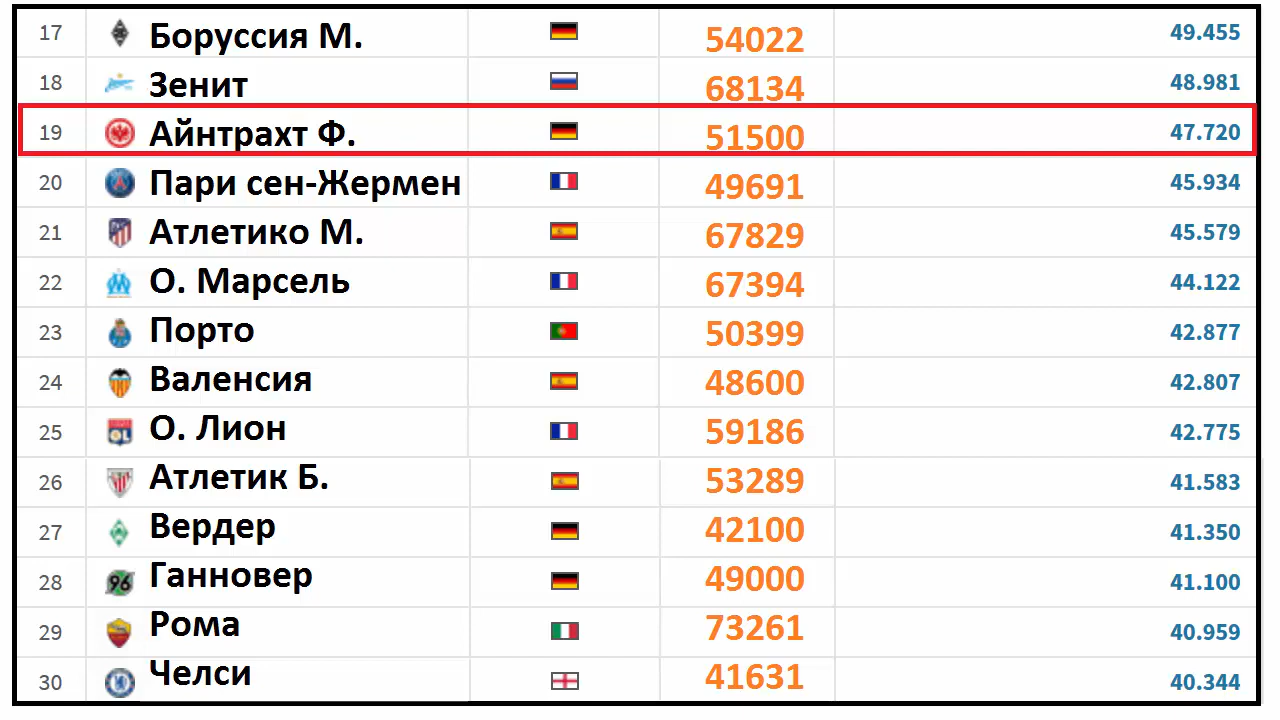 17 Боруссия М. 54022 49.455
18 Зенит 68134 48.981
19 Айнтрахт Ф. 51500 47.720
20 Пари сен-Жермен 49691 45.934
21 Атлетико М. 67829 45.579
22 О. Марсель 67394 44.122
23 Порто 50399 42.877
24 Валенсия 48600 42.807
25 О. Лион 59186 42.775
26 Атлетик Б. 53289 41.583
27 Вердер 42100 41.350
28 96 Ганновер 49000 41.100
29 Рома 73261 40.959
30 Челси 41631 40.344